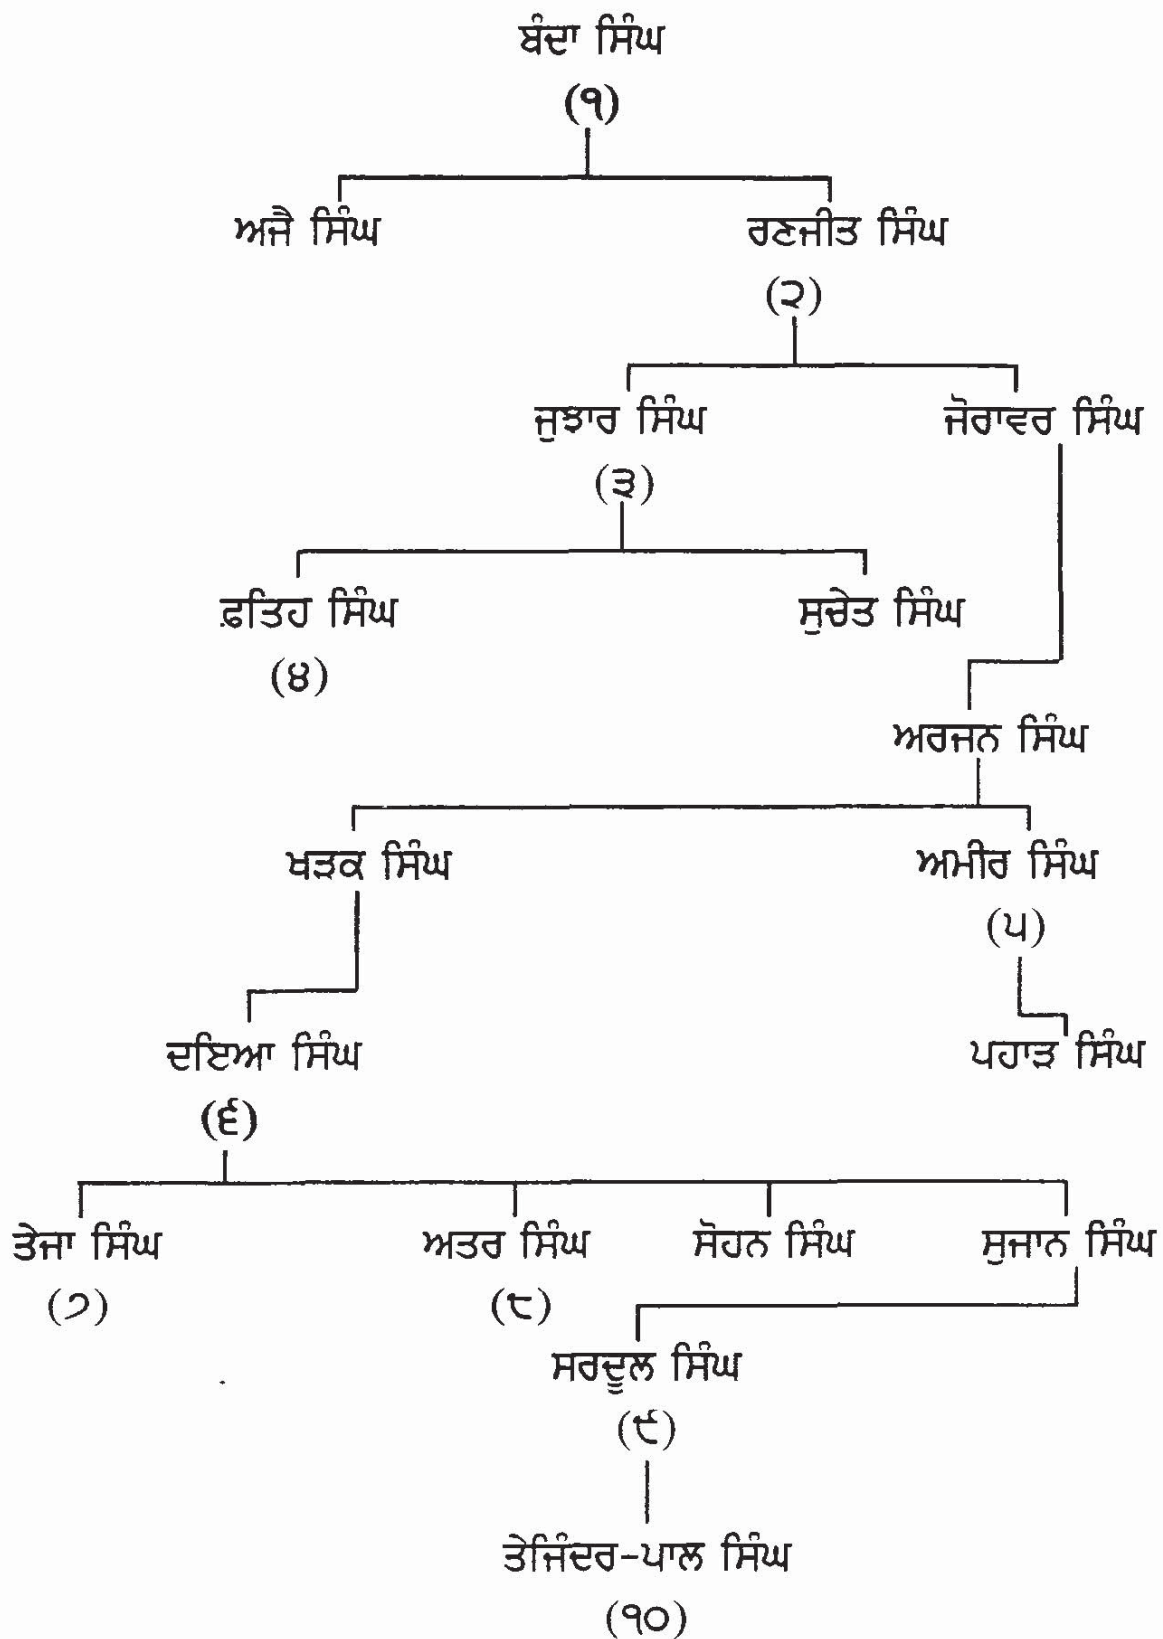 ਬੰਦਾ ਸਿੰਘ
(੧)
ਅਜੈ ਸਿੰਘ ਰਣਜੀਤ ਸਿੰਘ
(੨)
ਜੁਝਾਰ ਸਿੰਘ ਜੋਰਾਵਰ ਸਿੰਘ
(੩)
ਫ਼ਤਿਹ ਸਿੰਘ ਸੁਚੇਤ ਸਿੰਘ
(੪)
ਅਰਜਨ ਸਿੰਘ
ਖੜਕ ਸਿੰਘ ਅਮੀਰ ਸਿੰਘ
(੫)
ਦਇਆ ਸਿੰਘ ਪਹਾੜ ਸਿੰਘ
(੬)
ਤੇਜਾ ਸਿੰਘ ਅਤਰ ਸਿੰਘ ਸੋਹਨ ਸਿੰਘ ਸੁਜਾਨ ਸਿੰਘ
(੭) (੮)
ਸਰਦੂਲ ਸਿੰਘ
(੯)
ਤੇਜਿੰਦਰ-ਪਾਲ ਸਿੰਘ
(੧੦)